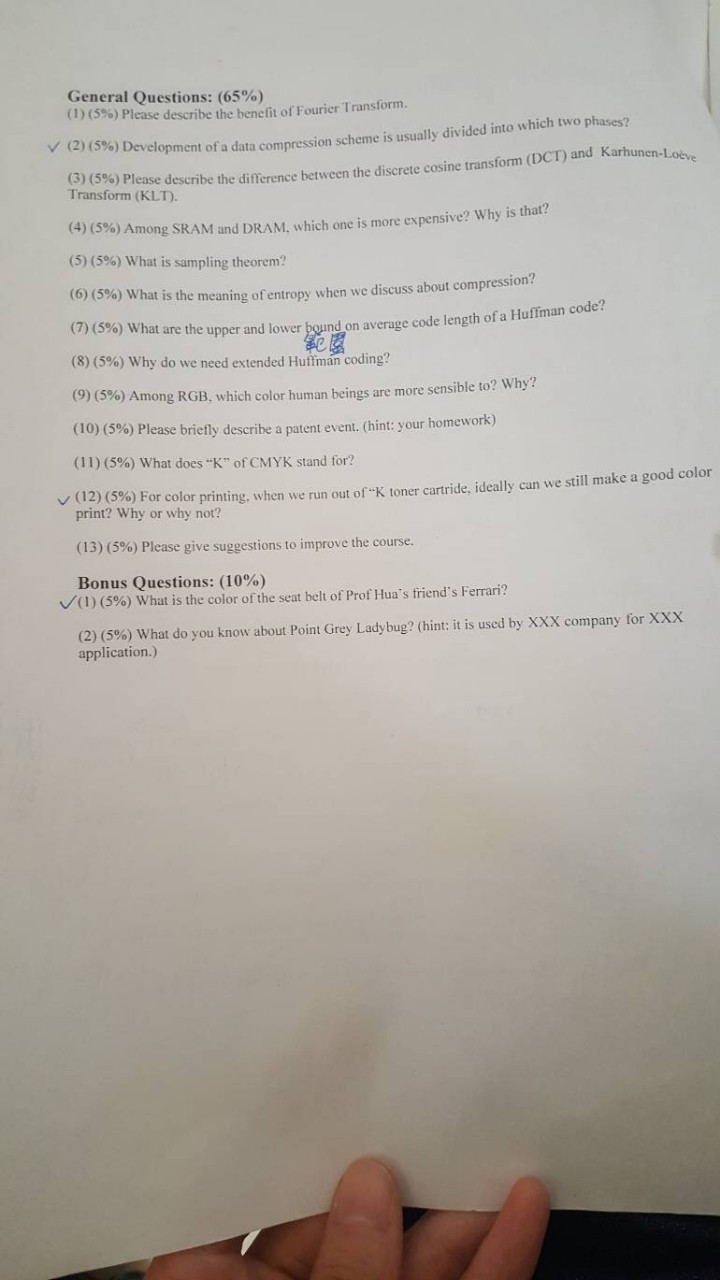 General Questions: (65%)
(1) (5%) Please describe the benefit of Fourier Transform.
✓ (2) (5%) Development of a data compression scheme is usually divided into which two phases?
(3) (5%) Please describe the difference between the discrete cosine transform (DCT) and Karhunen-Loève
Transform (KLT).
(4) (5%) Among SRAM and DRAM, which one is more expensive? Why is that?
(5) (5%) What is sampling theorem?
(6) (5%) What is the meaning of entropy when we discuss about compression?
(7) (5%) What are the upper and lower bound on average code length of a Huffman code?
範圍
(8) (5%) Why do we need extended Huffman coding?
(9) (5%) Among RGB, which color human beings are more sensible to? Why?
(10) (5%) Please briefly describe a patent event. (hint: your homework)
(11) (5%) What does “K” of CMYK stand for?
✓ (12) (5%) For color printing, when we run out of “K toner cartride, ideally can we still make a good color
print? Why or why not?
(13) (5%) Please give suggestions to improve the course.
Bonus Questions: (10%)
✓ (1) (5%) What is the color of the seat belt of Prof Hua's friend's Ferrari?
(2) (5%) What do you know about Point Grey Ladybug? (hint: it is used by XXX company for XXX
application.)